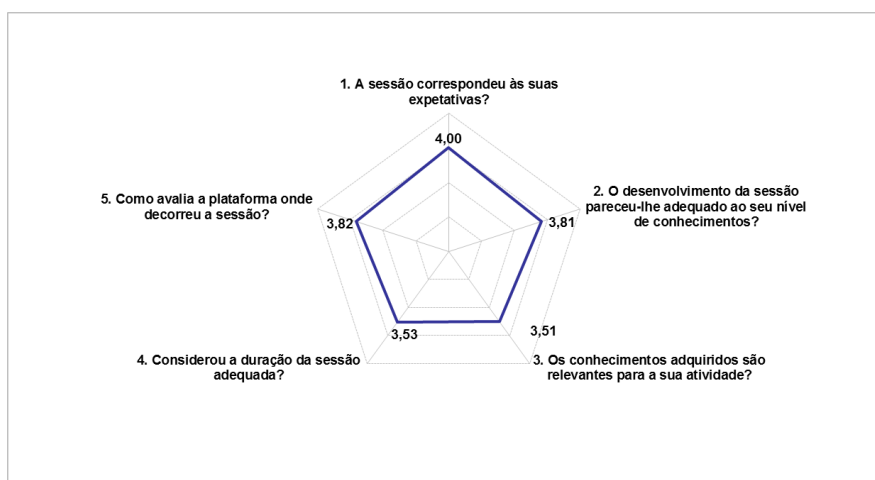 1. A sessão correspondeu às suas
expetativas?
4,00
2. O desenvolvimento da sessão
pareceu-lhe adequado ao seu nível
de conhecimentos?
3,81
5. Como avalia a plataforma onde
decorreu a sessão?
3,82
3,51
3. Os conhecimentos adquiridos são
relevantes para a sua atividade?
3,53
4. Considerou a duração da sessão
adequada?